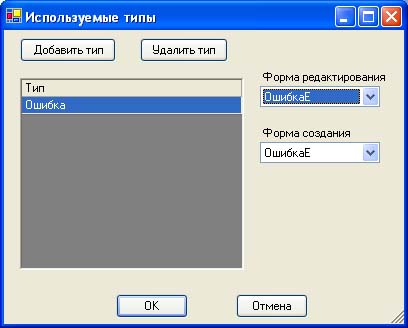 Используемые типы
Добавить тип
Удалить тип
Тип
Ошибка
Форма редактирования
ОшибкаE
Форма создания
ОшибкаE
OK
Отмена